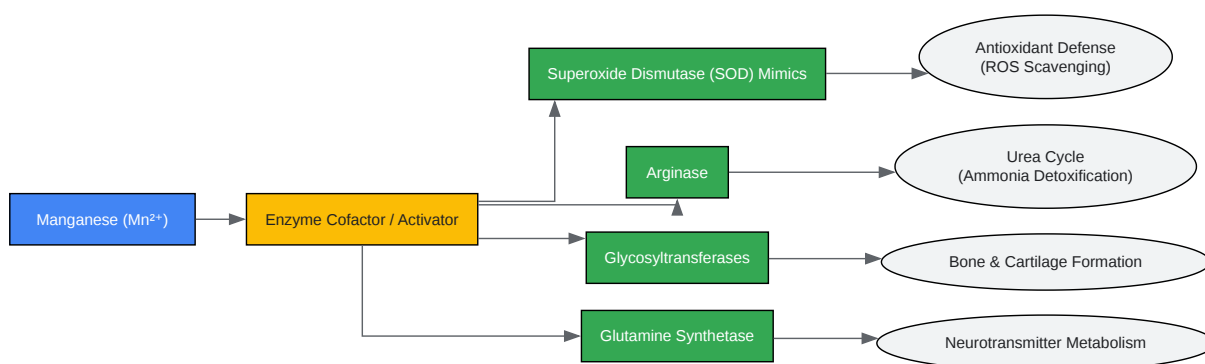 Manganese (Mn²⁺)
Enzyme Cofactor / Activator
Superoxide Dismutase (SOD) Mimics
Antioxidant Defense
(ROS Scavenging)
Arginase
Urea Cycle
(Ammonia Detoxification)
Glycosyltransferases
Bone & Cartilage Formation
Glutamine Synthetase
Neurotransmitter Metabolism